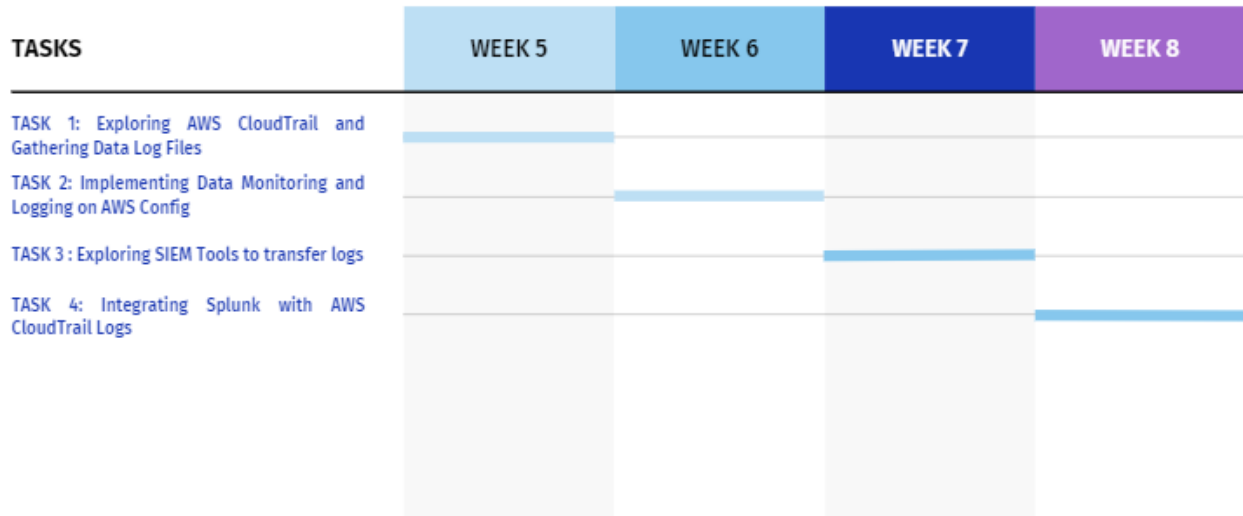 TASKS WEEK 5 WEEK 6 WEEK 7 WEEK 8
TASK 1: Exploring AWS CloudTrail and
Gathering Data Log Files
TASK 2: Implementing Data Monitoring and
Logging on AWS Config
TASK 3 : Exploring SIEM Tools to transfer logs
TASK 4: Integrating Splunk with AWS
CloudTrail Logs